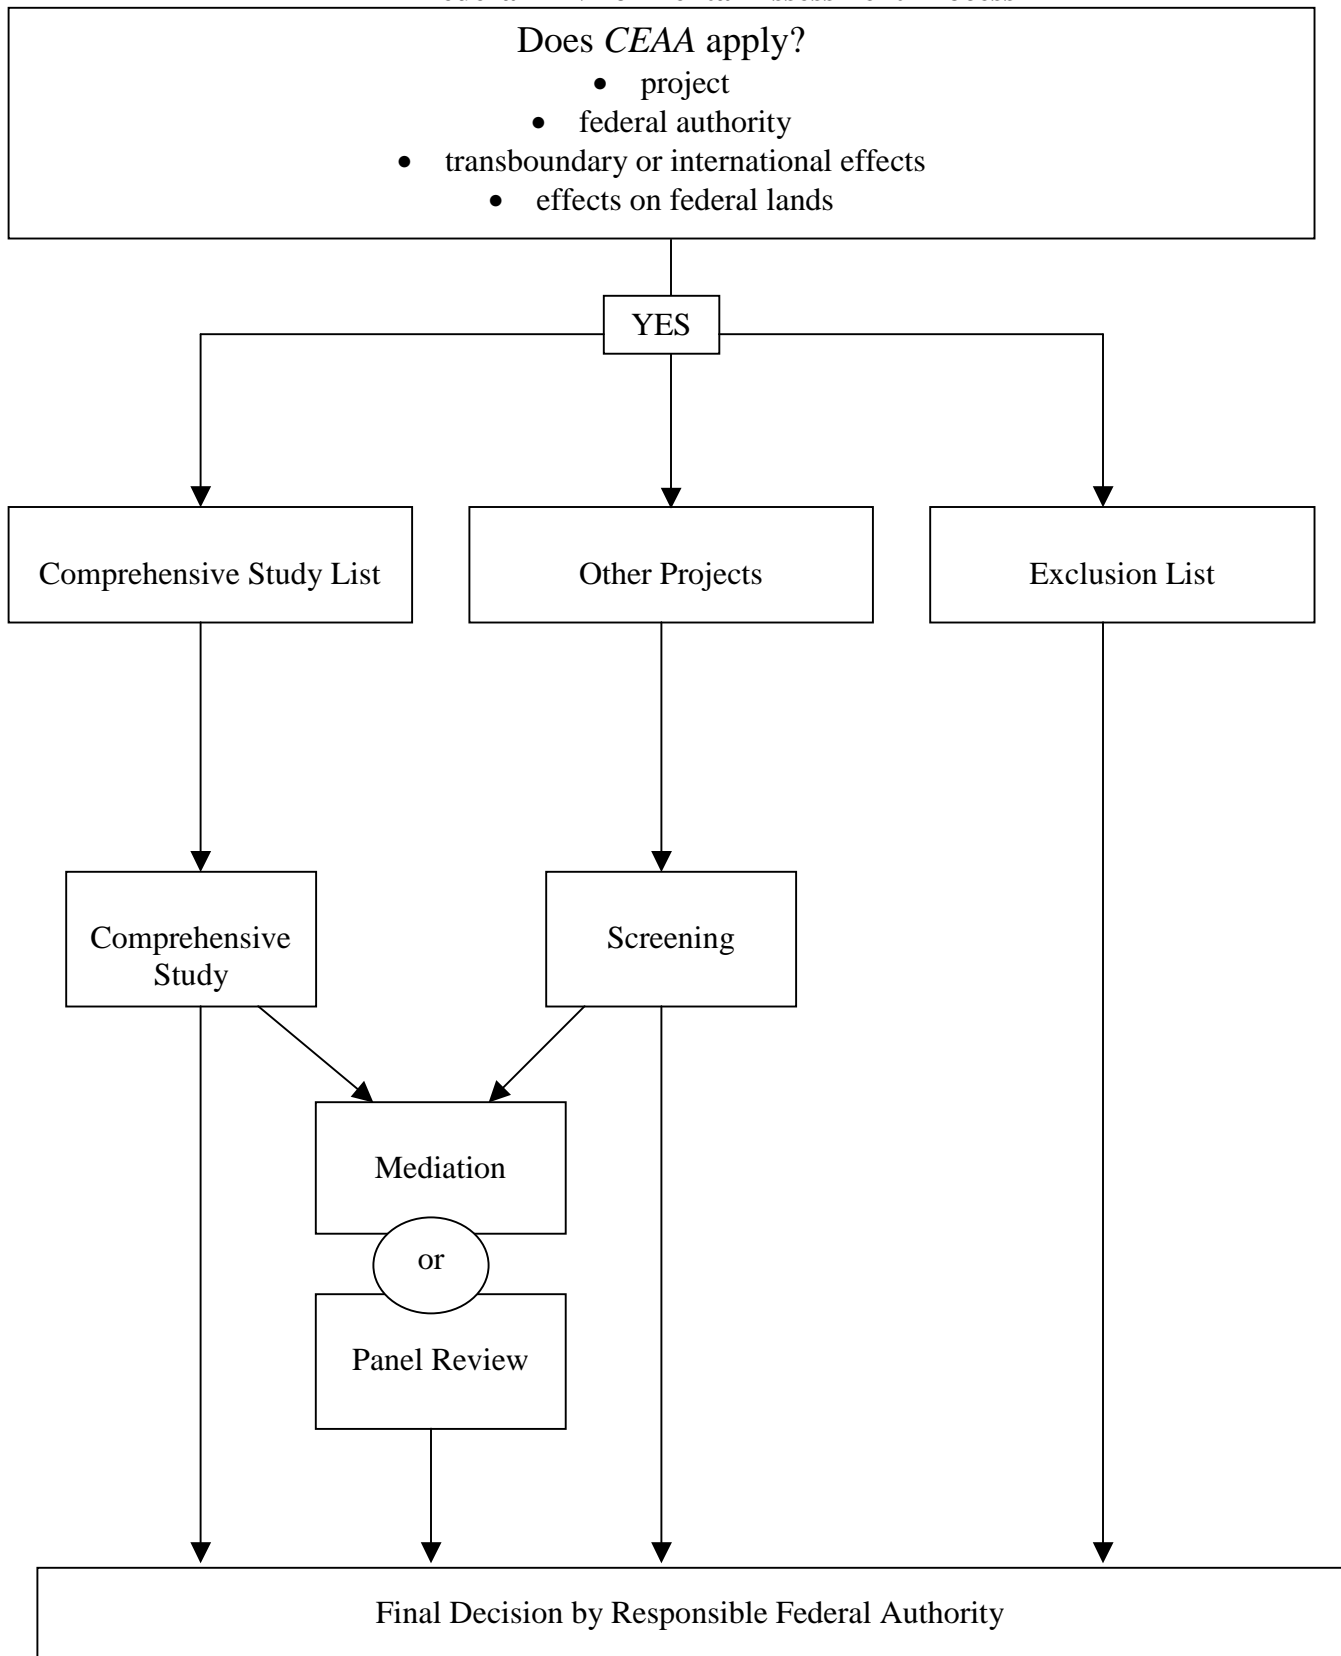 Does CEAA apply?
• project
• federal authority
• transboundary or international effects
• effects on federal lands
YES
Comprehensive Study List
Other Projects
Exclusion List
Comprehensive
Study
Screening
Mediation
or
Panel Review
Final Decision by Responsible Federal Authority